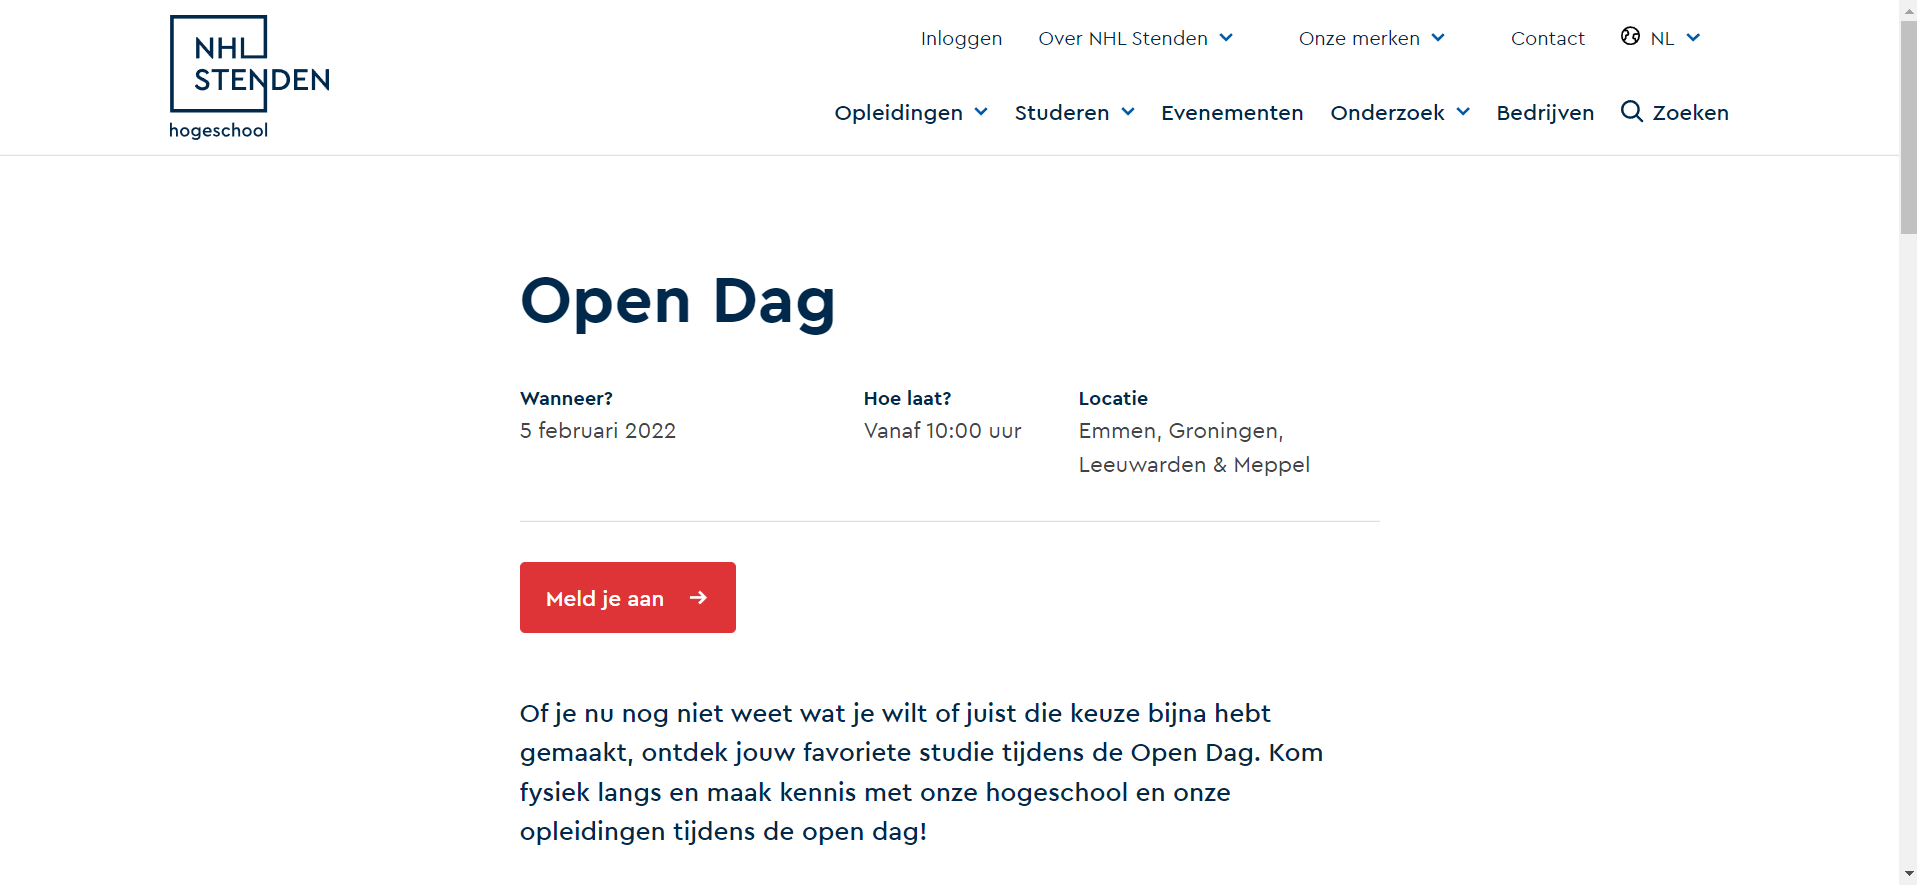 NHL
STENDEN
hogeschool
Inloggen Over NHL Stenden Onze merken Contact NL
Opleidingen Studeren Evenementen Onderzoek Bedrijven Zoeken
Open Dag
Wanneer? Hoe laat? Locatie
5 februari 2022 Vanaf 10:00 uur Emmen, Groningen,
Leeuwarden & Meppel
Meld je aan
Of je nu nog niet weet wat je wilt of juist die keuze bijna hebt
gemaakt, ontdek jouw favoriete studie tijdens de Open Dag. Kom
fysiek langs en maak kennis met onze hogeschool en onze
opleidingen tijdens de open dag!